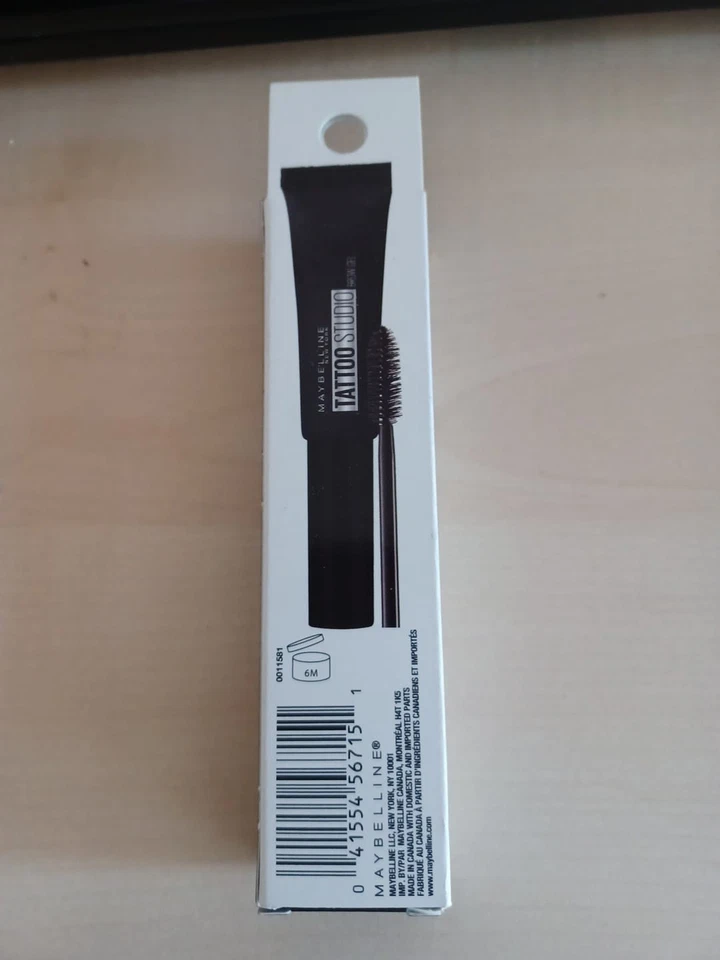 MAYBELLINE
NEW YORK
TATTOO STUDIO
BROW GEL
0011581
6M
0 41554 56715 1
MAYBELLINE®
MAYBELLINE LLC, NEW YORK, NY 10001
IMP. BY/PAR MAYBELLINE CANADA, MONTRÉAL H4T 1K5
MADE IN CANADA WITH DOMESTIC AND IMPORTED PARTS
FABRIQUÉ AU CANADA À PARTIR D'INGRÉDIENTS CANADIENS ET IMPORTÉS
www.maybelline.com